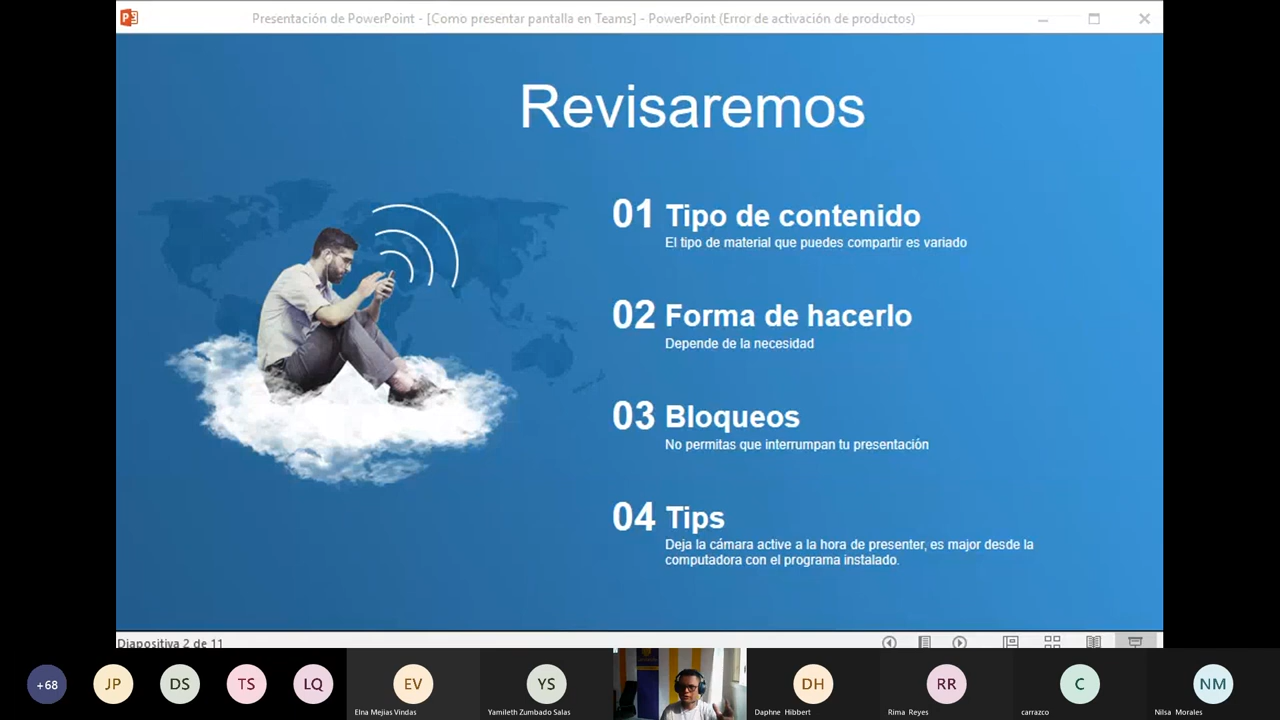 Presentación de PowerPoint - [Como presentar pantalla en Teams] - PowerPoint (Error de activación de productos)
Revisaremos
01 Tipo de contenido
El tipo de material que puedes compartir es variado
02 Forma de hacerlo
Depende de la necesidad
03 Bloqueos
No permitas que interrumpan tu presentación
04 Tips
Deja la cámara active a la hora de presenter, es major desde la
computadora con el programa instalado.
Diapositiva 2 de 11
+68 JP DS TS LQ EV YS DH RR C NM
Elna Mejias Vindas Yamileth Zumbado Salas Daphne Hibbert Rima Reyes carrazco Nilsa Morales